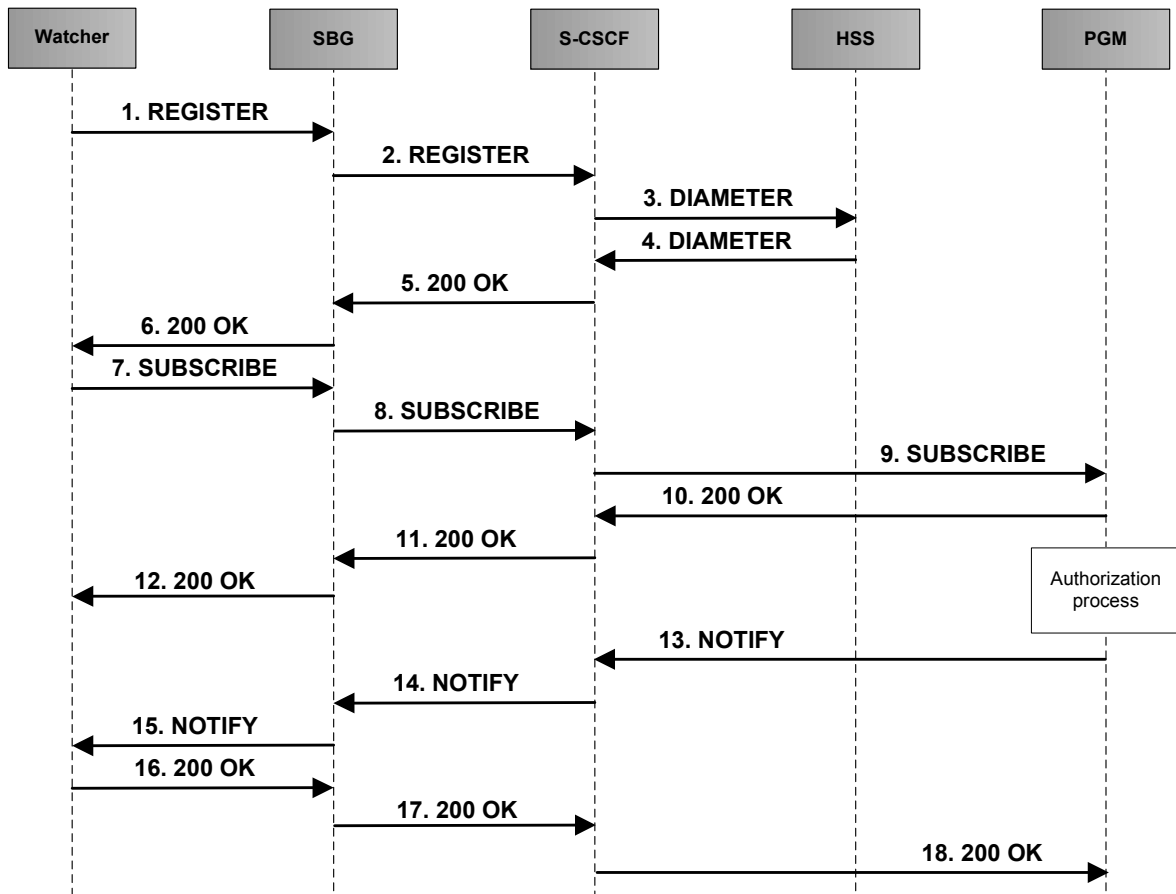 Watcher
SBG
S-CSCF
HSS
PGM
1. REGISTER
2. REGISTER
3. DIAMETER
4. DIAMETER
5. 200 OK
6. 200 OK
7. SUBSCRIBE
8. SUBSCRIBE
9. SUBSCRIBE
10. 200 OK
11. 200 OK
12. 200 OK
Authorization
process
13. NOTIFY
14. NOTIFY
15. NOTIFY
16. 200 OK
17. 200 OK
18. 200 OK